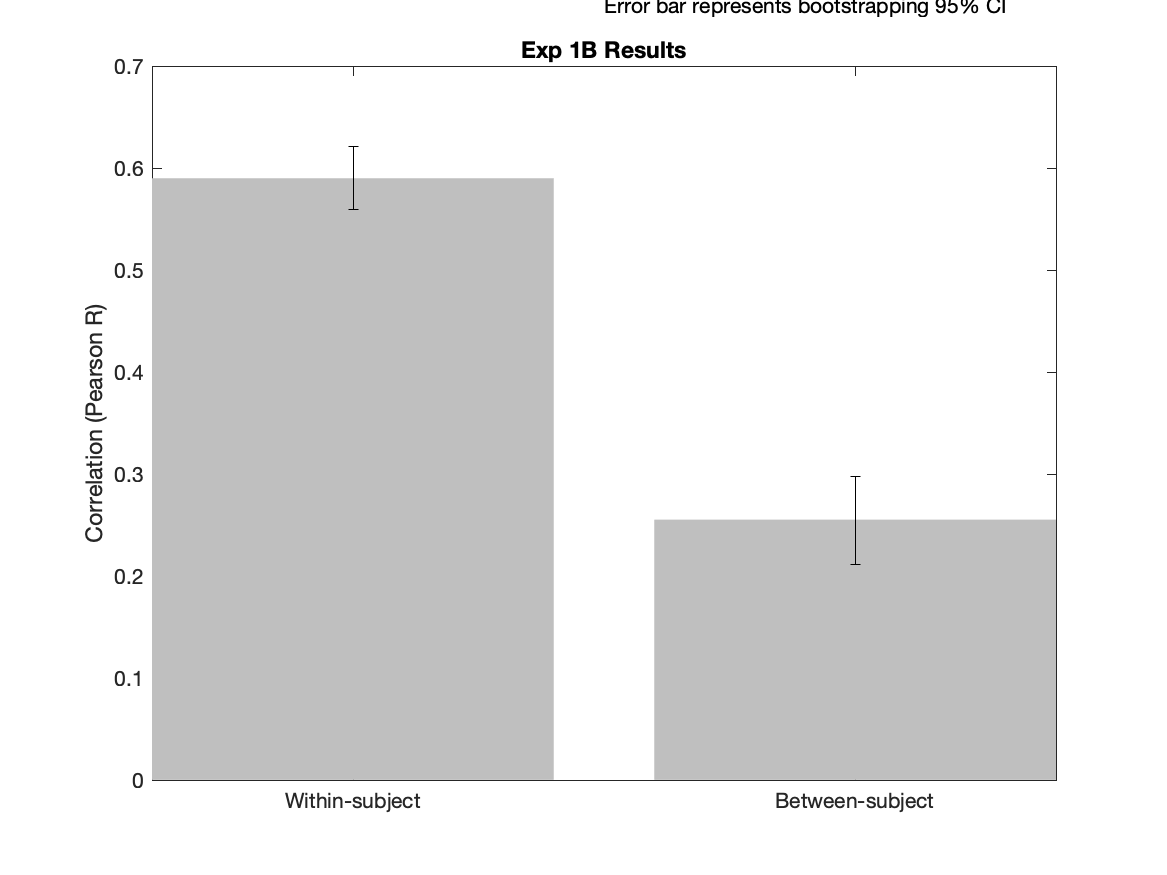 Error bar represents bootstrapping 95% CI
Exp 1B Results
0.7
0.6
0.5
0.4
0.3
0.2
0.1
0
Correlation (Pearson R)
Within-subject
Between-subject